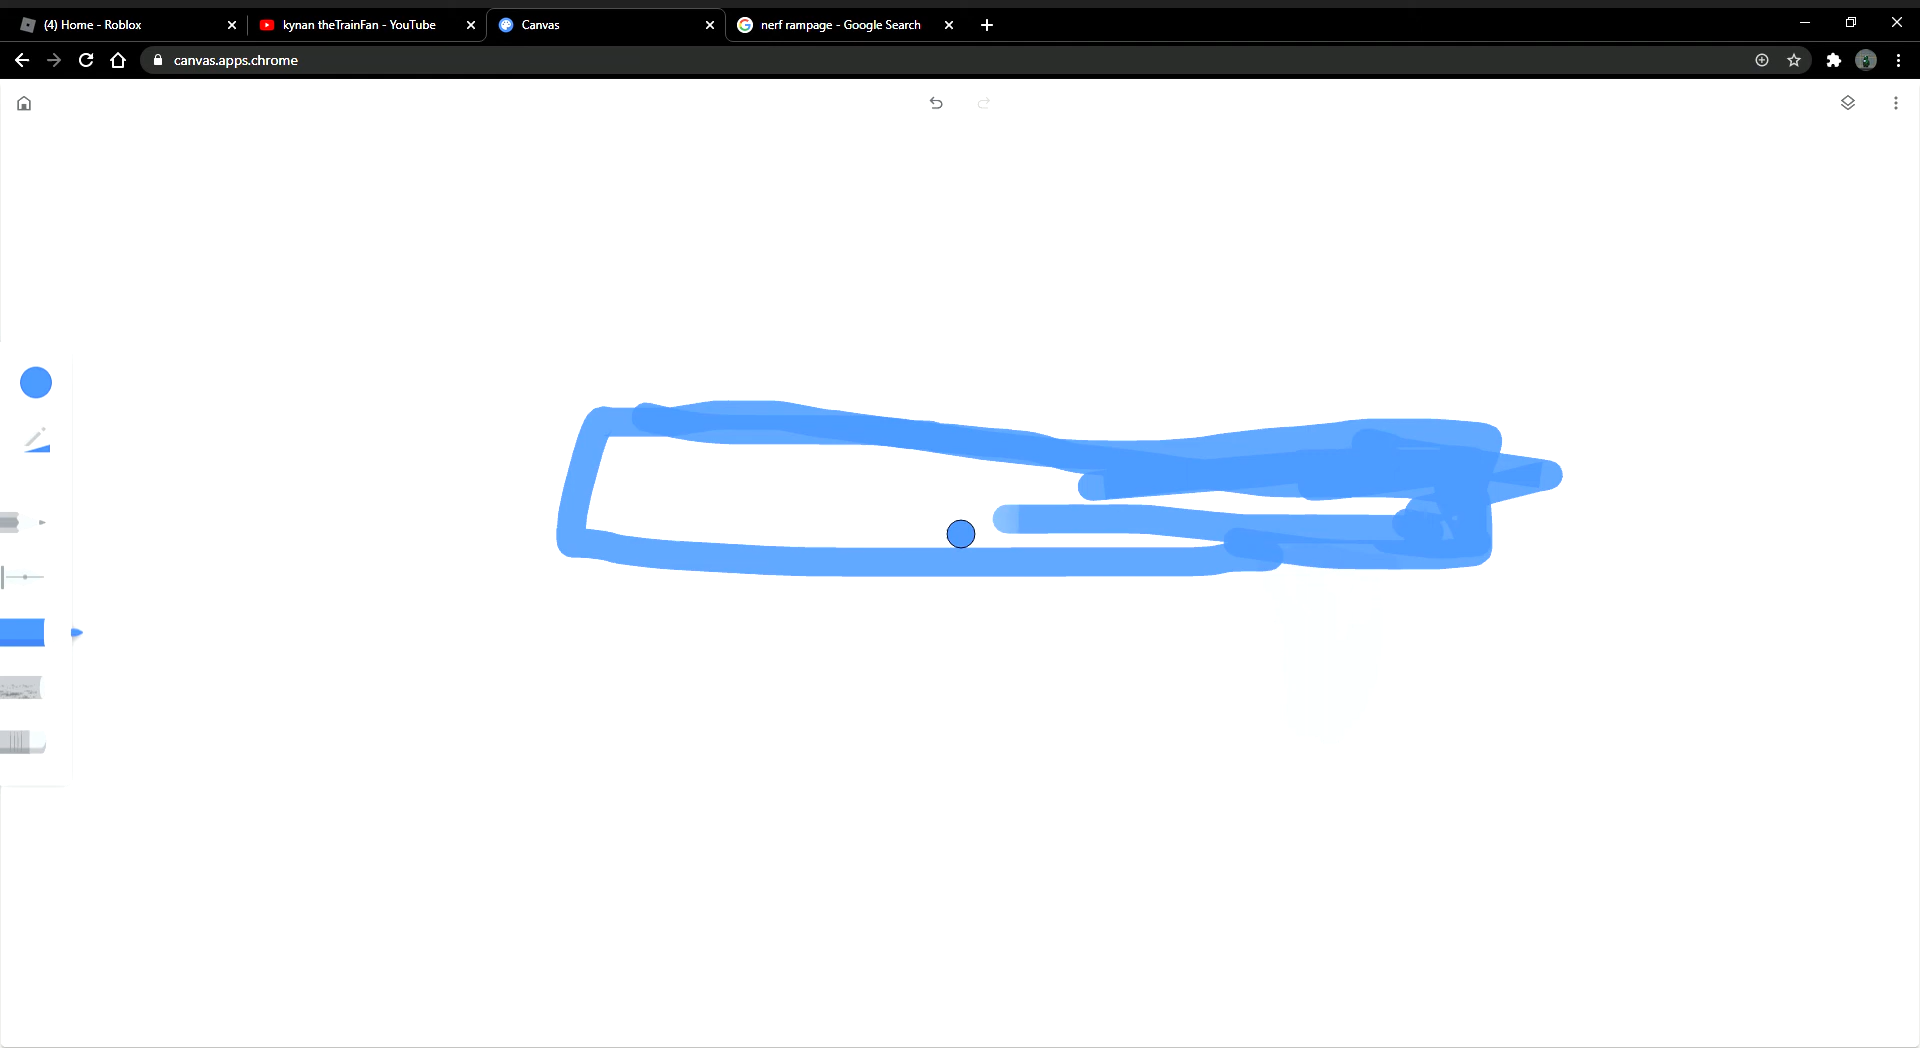 (4) Home - Roblox
kynan theTrainFan - YouTube
Canvas
nerf rampage - Google Search
canvas.apps.chrome